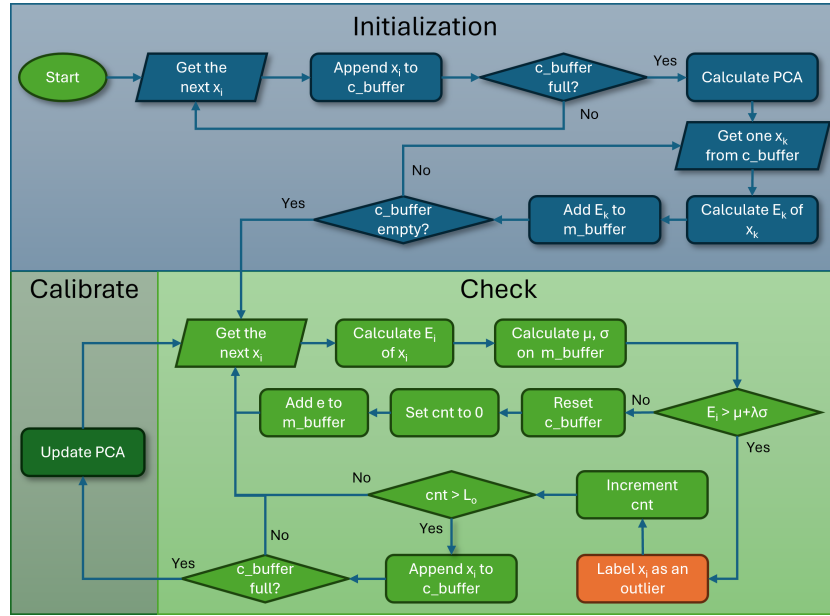 Initialization
Start
Get the
next xᵢ
Append xᵢ to
c_buffer
c_buffer
full?
Yes
Calculate PCA
No
Get one xₖ
from c_buffer
No
Calculate Eₖ of
xₖ
Add Eₖ to
m_buffer
c_buffer
empty?
Yes
Calibrate
Check
Get the
next xᵢ
Calculate Eᵢ
of xᵢ
Calculate μ, σ
on m_buffer
Eᵢ > μ+λσ
No
Reset
c_buffer
Set cnt to 0
Add e to
m_buffer
Yes
Update PCA
Label xᵢ as an
outlier
Increment
cnt
cnt > Lₒ
No
Yes
Append xᵢ to
c_buffer
c_buffer
full?
No
Yes